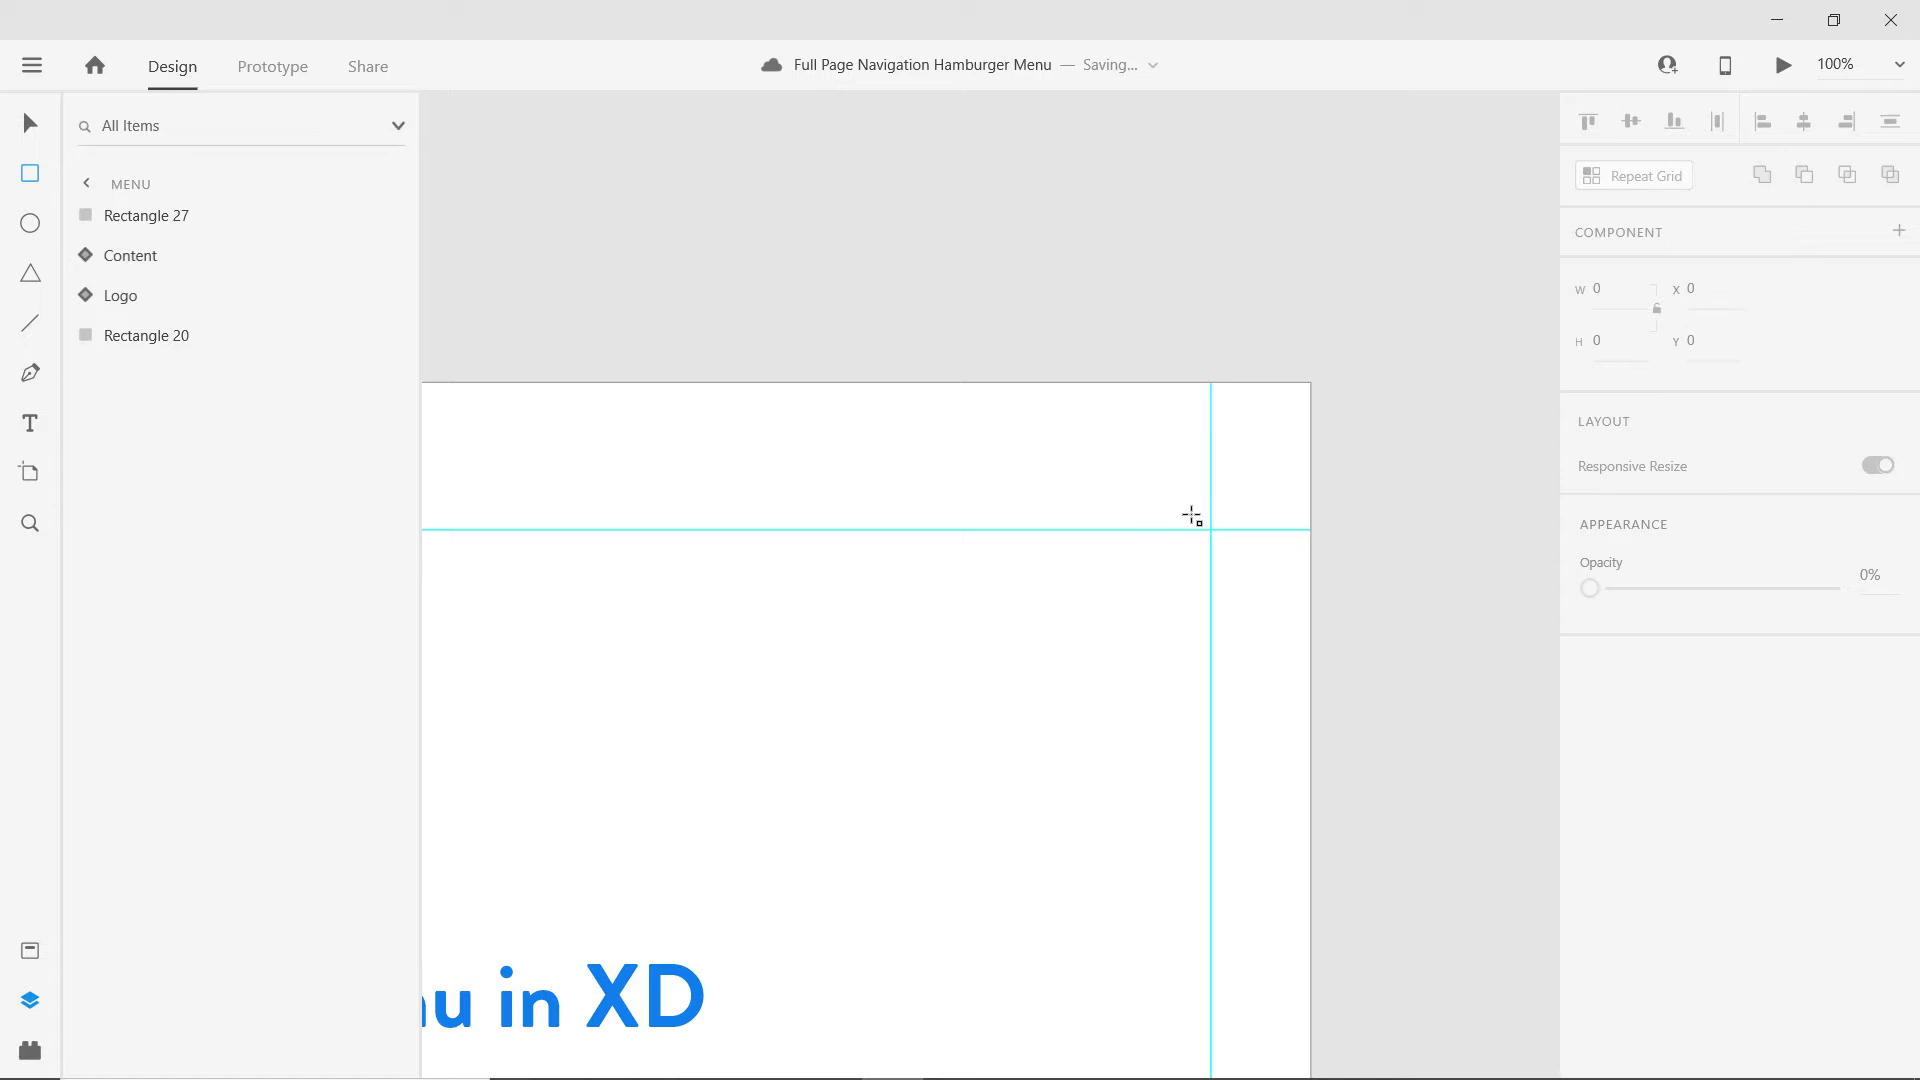 Design
Prototype
Share
Full Page Navigation Hamburger Menu — Saving...
100%
All Items
MENU
Rectangle 27
Content
Logo
Rectangle 20
Repeat Grid
COMPONENT
W 0
X 0
H 0
Y 0
LAYOUT
Responsive Resize
APPEARANCE
Opacity
0%
nu in XD